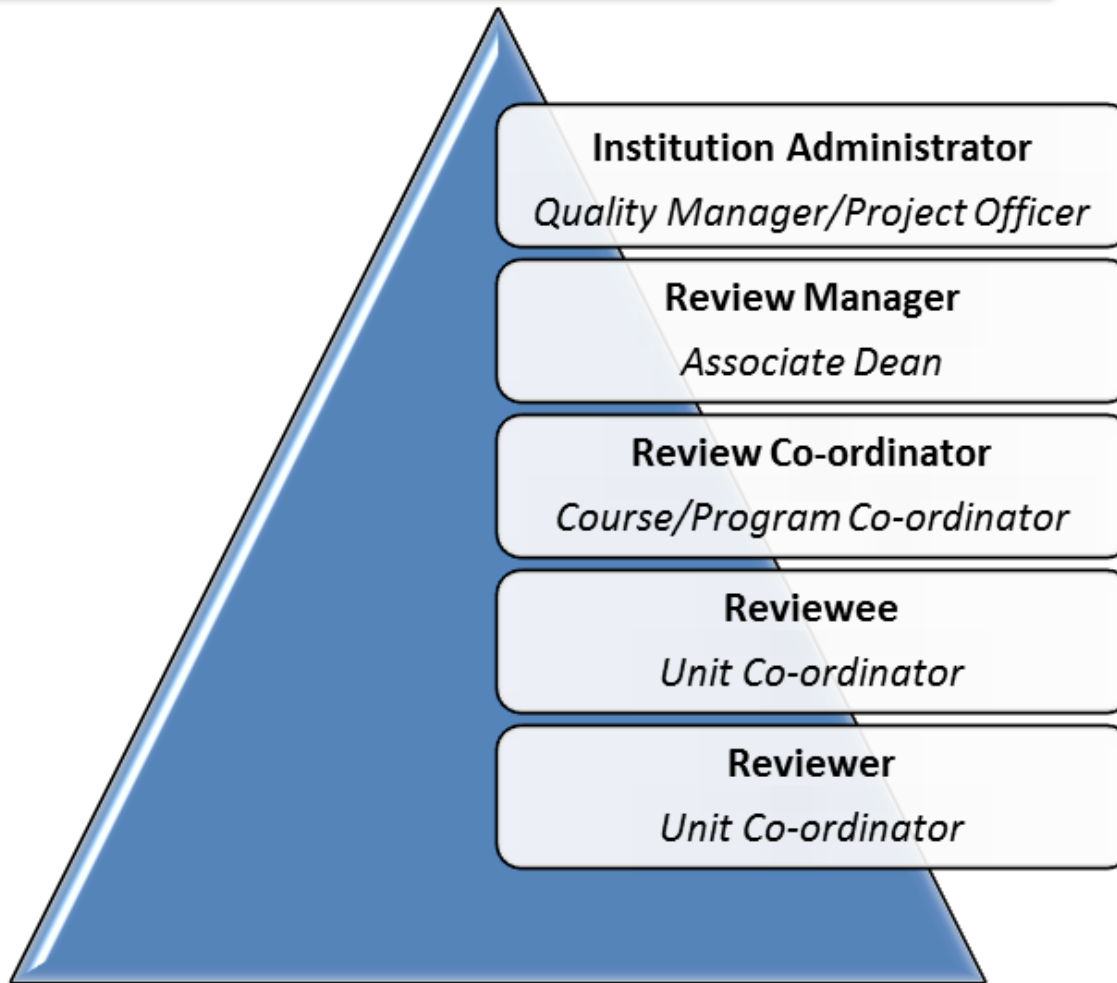 Institution Administrator
Quality Manager/Project Officer
Review Manager
Associate Dean
Review Co-ordinator
Course/Program Co-ordinator
Reviewee
Unit Co-ordinator
Reviewer
Unit Co-ordinator